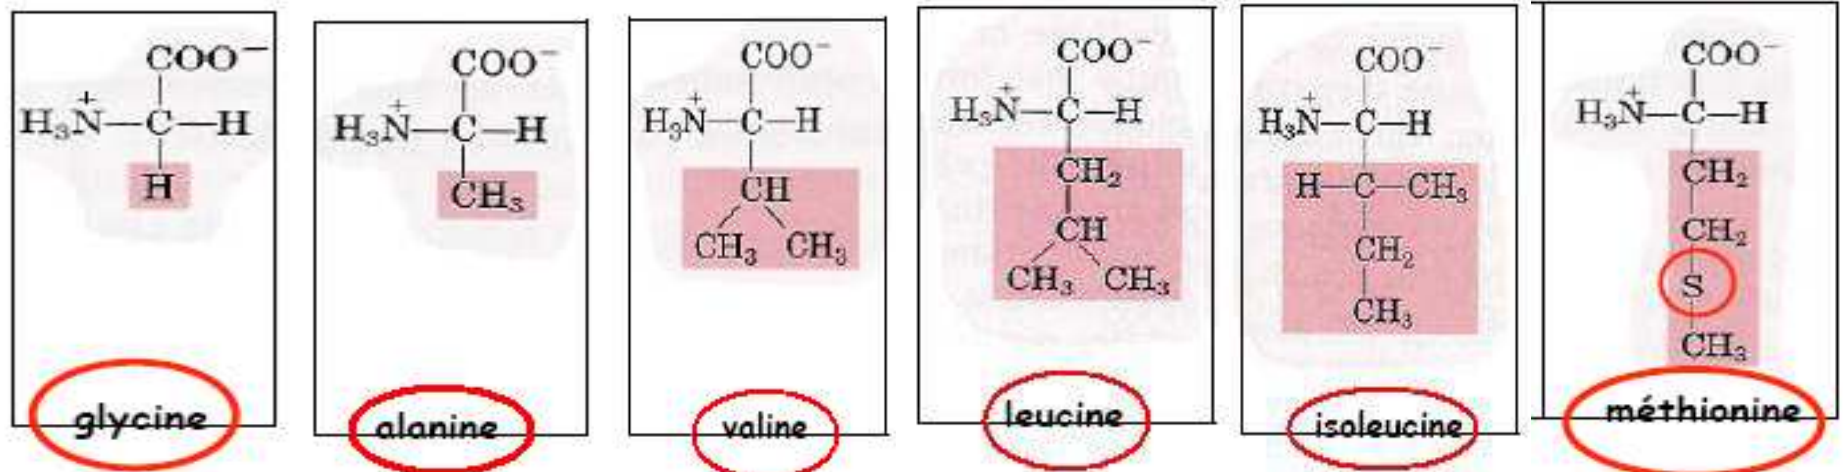 COO⁻
H₃N⁺—C—H
H
glycine
COO⁻
H₃N⁺—C—H
CH₃
alanine
COO⁻
H₃N⁺—C—H
CH
CH₃ CH₃
valine
COO⁻
H₃N⁺—C—H
CH₂
CH
CH₃ CH₃
leucine
COO⁻
H₃N⁺—C—H
H—C—CH₃
CH₂
CH₃
isoleucine
COO⁻
H₃N⁺—C—H
CH₂
CH₂
S
CH₃
méthionine